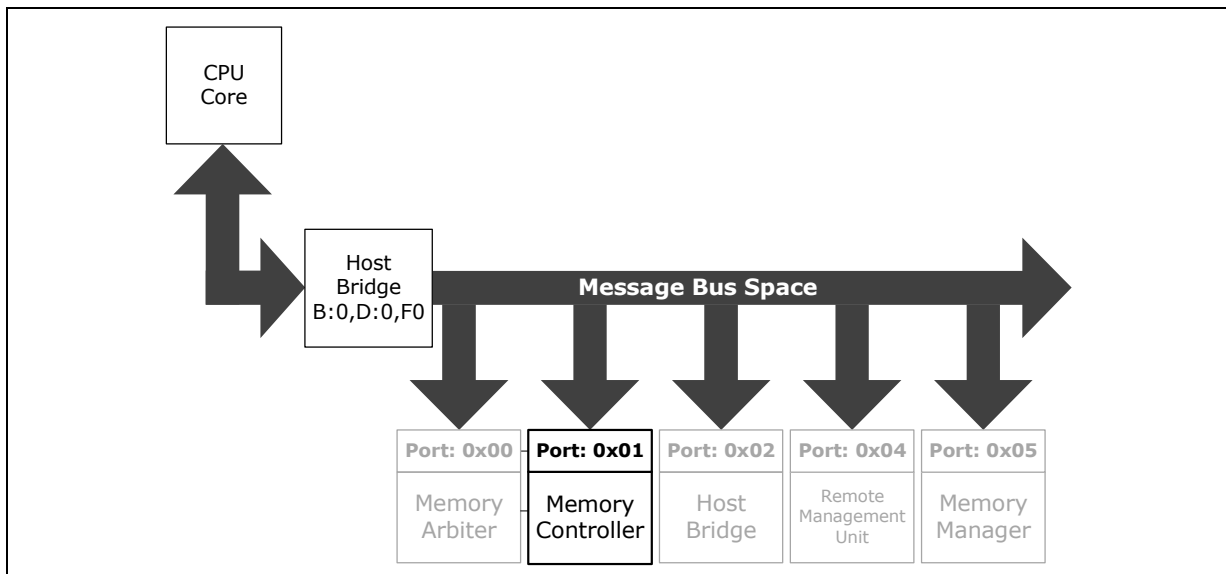 CPU
Core
Host
Bridge
B:0,D:0,F0
Message Bus Space
Port: 0x00
Port: 0x01
Port: 0x02
Port: 0x04
Port: 0x05
Memory
Arbiter
Memory
Controller
Host
Bridge
Remote
Management
Unit
Memory
Manager